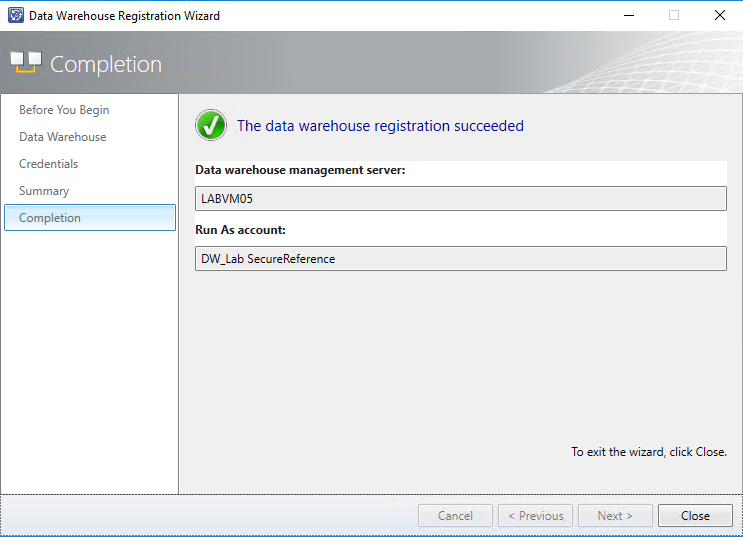 Data Warehouse Registration Wizard
Completion
Before You Begin
Data Warehouse
Credentials
Summary
Completion
The data warehouse registration succeeded
Data warehouse management server:
LABVM05
Run As account:
DW_Lab SecureReference
To exit the wizard, click Close.
Cancel
< Previous
Next >
Close